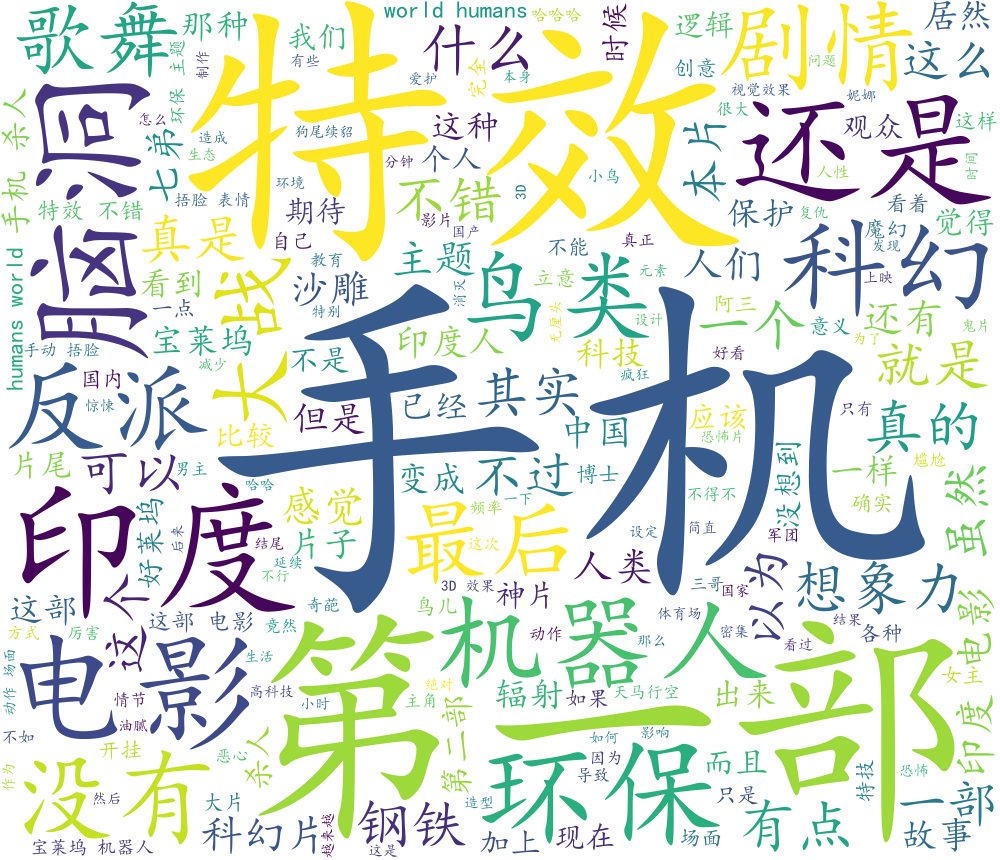 歌舞
那种
主题
制作
我们
有些
world humans
哈哈哈
什么
时候
逻辑
剧情
问题
居然
这么
脑洞
特效
爱护
完全
本身
创意
视觉效果
很大
妮娜
还是
观众
这样
时间
杀人
手机
环保
怎么
造成
生态
七弟
狗尾续貂
这种
个人
分钟
3D
小鸟
本片
人性
特效 不错
捂脸 表情
环境
期待
不错
影片
国产
不能
真正
保护
复仇
看着
魔幻
发现
觉得
humans world
真是
自己
教育
主题
鸟类
立意
元素
人们
科幻
上映
看到
一点
沙雕
特别
消灭
无厘头
设计
阿三
一个
意义
还有
鬼片
手动 捂脸
宝莱坞
减少
大战
不是
印度人
科技
疯狂
好看
为了
就是
反派
国内
惊悚
但是
已经
其实
中国
应该
恐怖片
只有
真的
尴尬
片尾
可以
男主
比较
手机
变成
不过
博士
不得不
没想到
一样
确实
虽然
印度
好莱坞
后来
哈哈
感觉
结尾
片子
最后
频率
一下
这次
设定
简直
军团
延续
不行
人类
以为
想象力
这部
方式
厉害
这个
这部 电影
竟然
奇葩
3D 效果
鸟儿
神片
动作
三哥
国家
体育场
那么
密集
看过
结果
各种
印度电影
女主
电影
动作 场面
不如
生活
情节
油腻
高科技
小时
绝对
主角
机器人
辐射
如果
天马行空
出来
第一部
第二部
如何
影响
因为
导致
没有
作为
然后
开挂
恶心
杀人
大片
科幻片
越来越
这是
钢铁
造型
加上
现在
环保
场面
而且
只是
特技
有点
恐怖
一部
故事
宝莱坞 机器人